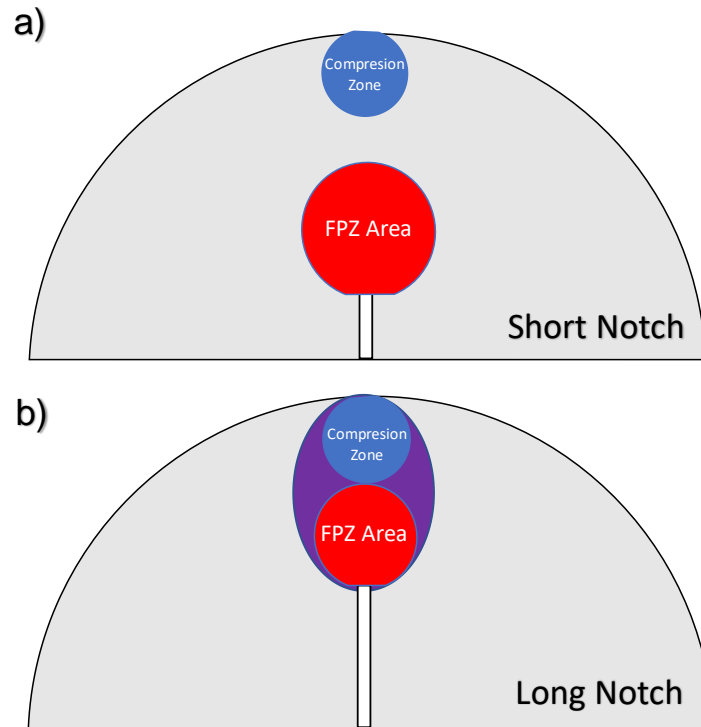 a)
Compresion
Zone
FPZ Area
Short Notch
b)
Compresion
Zone
FPZ Area
Long Notch